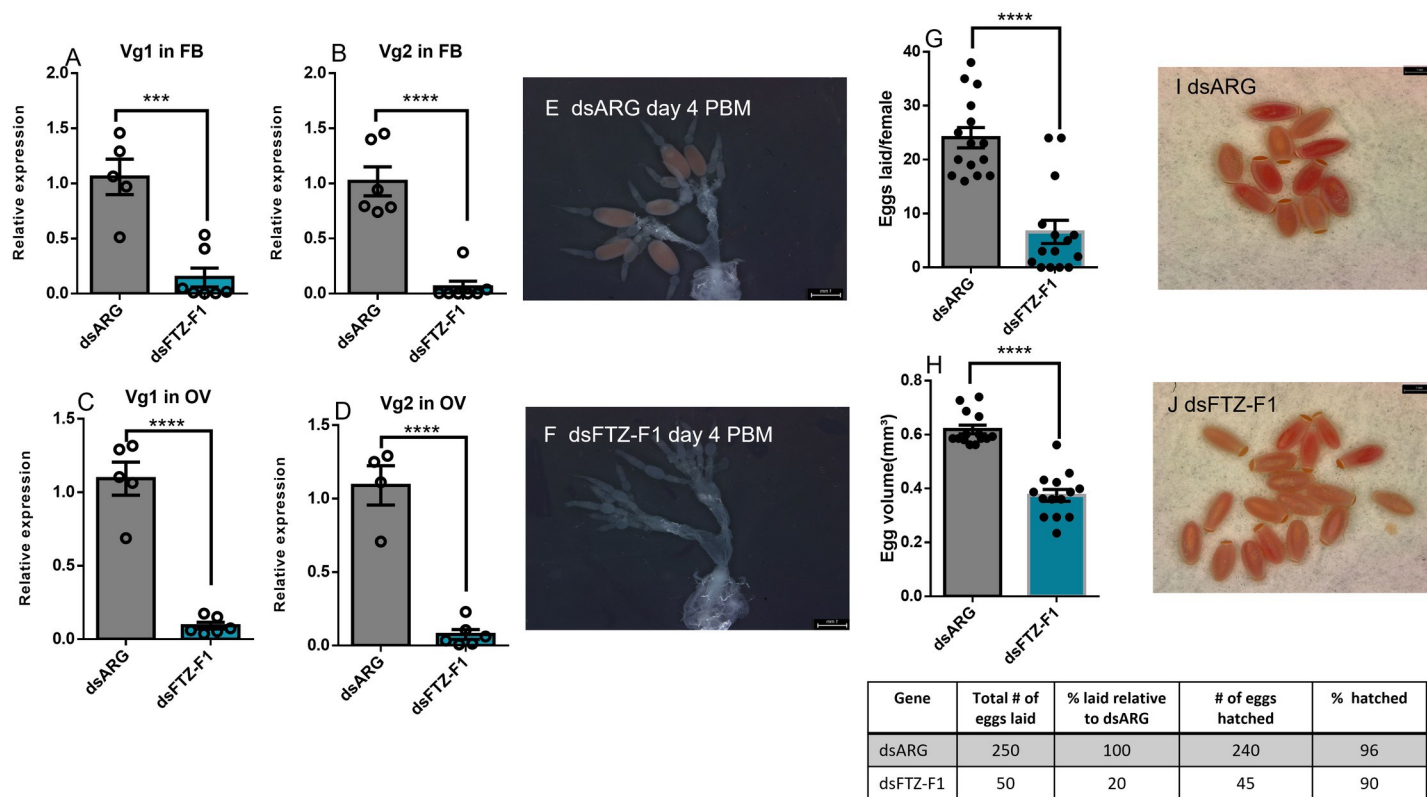 A
Vg1 in FB
Relative expression
2.0
1.5
1.0
0.5
0.0
***
dsARG
dsFTZ-F1
B
Vg2 in FB
Relative expression
2.0
1.5
1.0
0.5
0.0
****
dsARG
dsFTZ-F1
E dsARG day 4 PBM
mm 1
G
Eggs laid/female
40
30
20
10
0
****
dsARG
dsFTZ-F1
I dsARG
C
Vg1 in OV
Relative expression
1.5
1.0
1.5
0.0
****
dsARG
dsFTZ-F1
D
Vg2 in OV
Relative expression
1.5
1.0
1.5
0.0
****
dsARG
dsFTZ-F1
F dsFTZ-F1 day 4 PBM
mm 1
H
Egg volume(mm³)
0.8
0.6
0.4
0.2
0.0
****
dsARG
dsFTZ-F1
J dsFTZ-F1
Gene Total # of eggs laid % laid relative to dsARG # of eggs hatched % hatched
dsARG 250 100 240 96
dsFTZ-F1 50 20 45 90